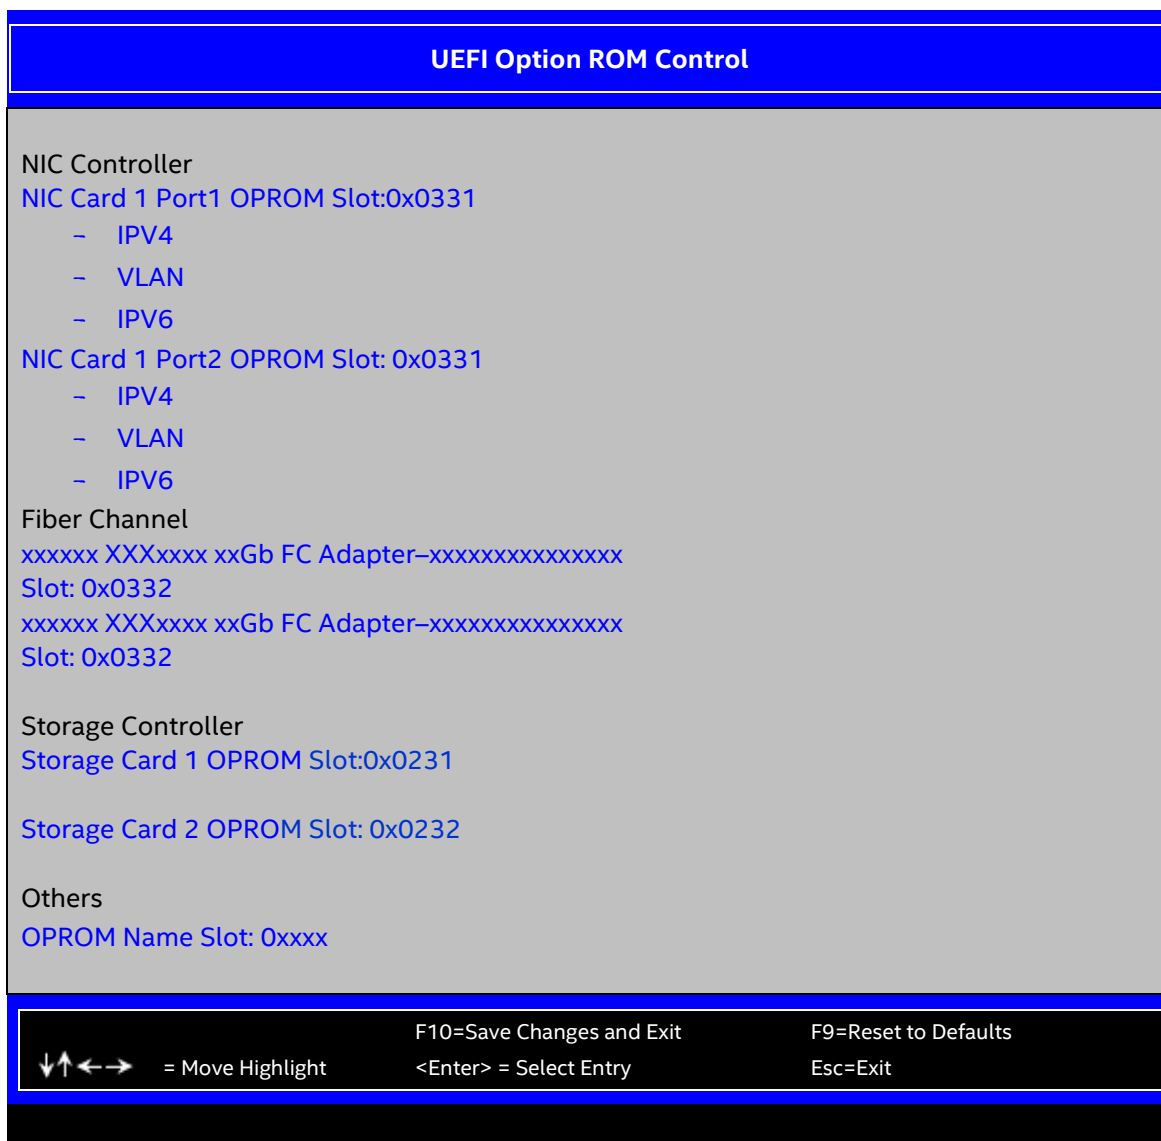 UEFI Option ROM Control
NIC Controller
NIC Card 1 Port1 OPROM Slot:0x0331
¬ IPV4
¬ VLAN
¬ IPV6
NIC Card 1 Port2 OPROM Slot: 0x0331
¬ IPV4
¬ VLAN
¬ IPV6
Fiber Channel
xxxxxx XXXxxxx xxGb FC Adapter–xxxxxxxxxxxxxxx
Slot: 0x0332
xxxxxx XXXxxxx xxGb FC Adapter–xxxxxxxxxxxxxxx
Slot: 0x0332
Storage Controller
Storage Card 1 OPROM Slot:0x0231
Storage Card 2 OPROM Slot: 0x0232
Others
OPROM Name Slot: 0xxxx
F10=Save Changes and Exit F9=Reset to Defaults
↓↑←→ = Move Highlight <Enter> = Select Entry Esc=Exit